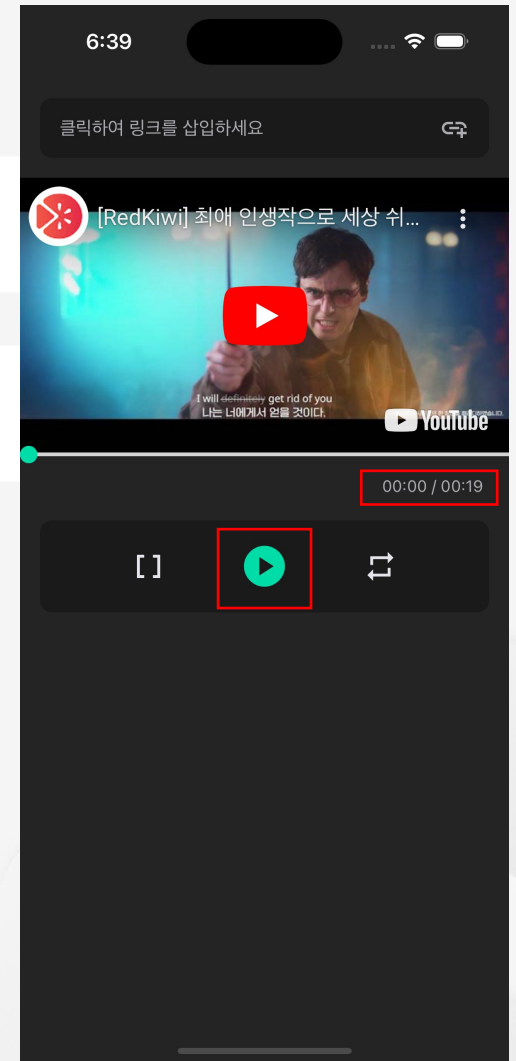 6:39
클릭하여 링크를 삽입하세요
[RedKiwi] 최애 인생작으로 세상 쉬...
I will definitely get rid of you
나는 너에게서 얻을 것이다.
YouTube
00:00 / 00:19
[ ]